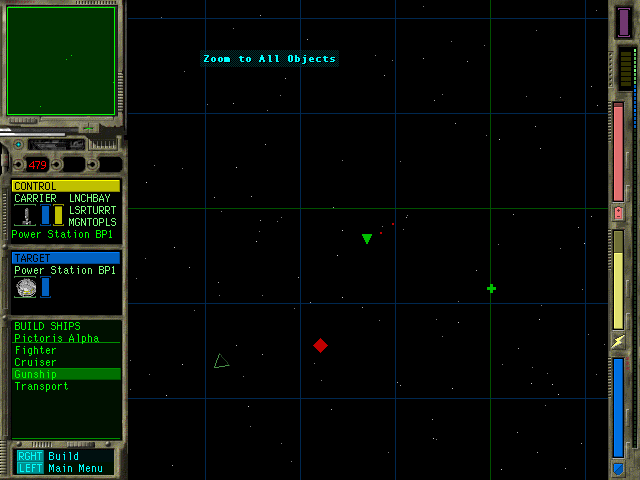 Zoom to All Objects
479
CONTROL
CARRIER LNCHBAY
LSRTURRT
MGNTOPLS
Power Station BP1
TARGET
Power Station BP1
BUILD SHIPS
Pictoris Alpha
Fighter
Cruiser
Gunship
Transport
RGHT Build
LEFT Main Menu